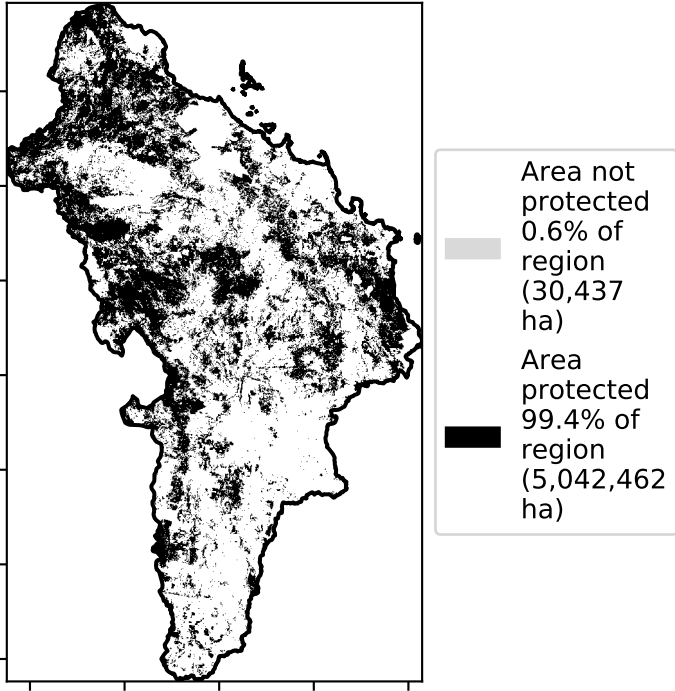 Area not
protected
0.6% of
region
(30,437
ha)
Area
protected
99.4% of
region
(5,042,462
ha)